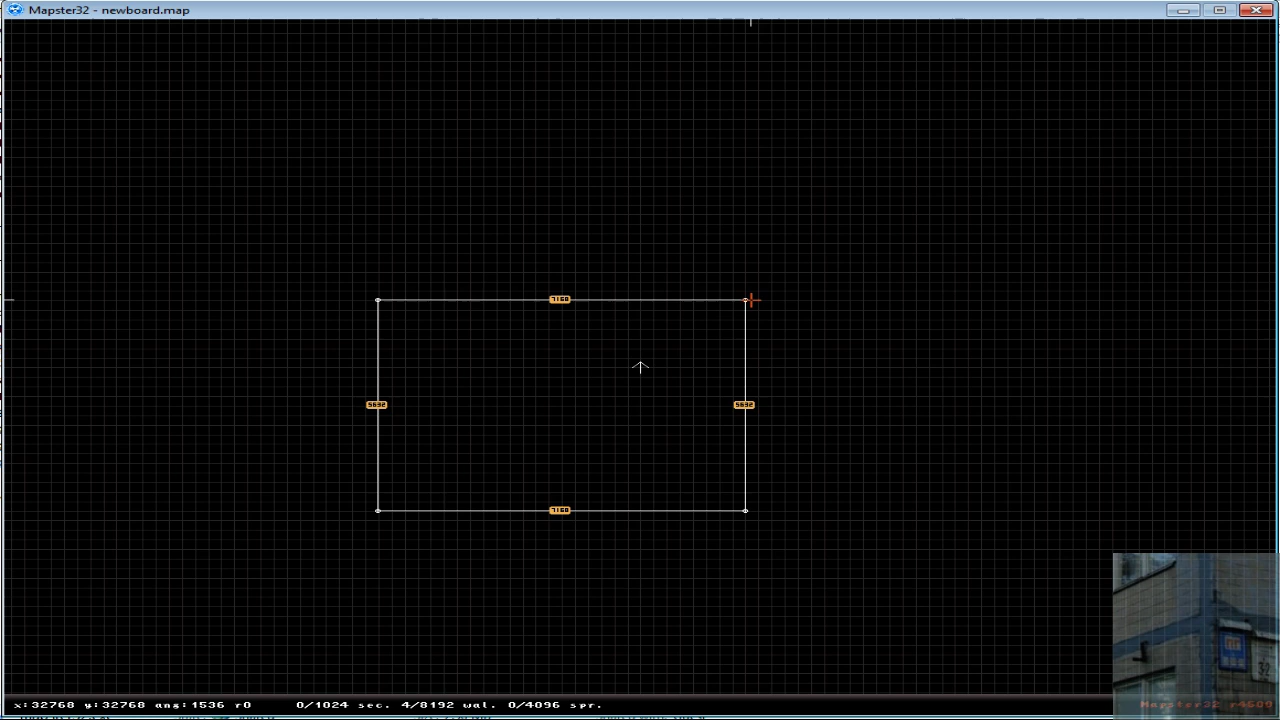 Mapster32 - newboard.map
7168
5632
5632
7168
32
x:32768 y:32768 ang:1536 r0 0/1024 sec. 4/8192 wal. 0/4096 spr.
Mapster32 r4509